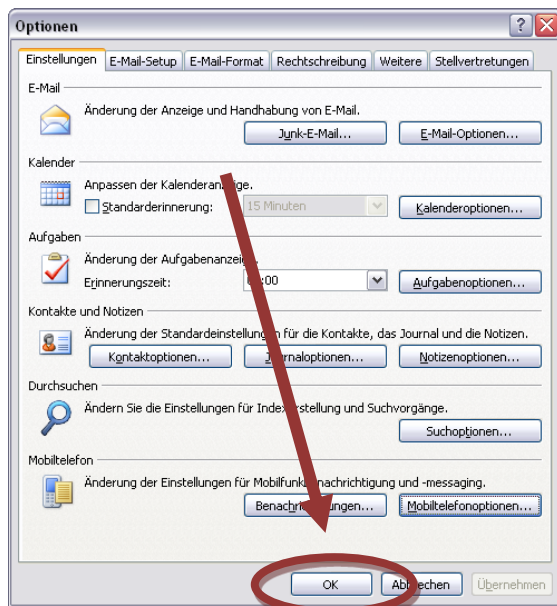 Optionen
Einstellungen E-Mail-Setup E-Mail-Format Rechtschreibung Weitere Stellvertretungen
E-Mail
Änderung der Anzeige und Handhabung von E-Mail.
Junk-E-Mail... E-Mail-Optionen...
Kalender
Anpassen der Kalenderanzeige.
Standarderinnerung: 15 Minuten Kalenderoptionen...
Aufgaben
Änderung der Aufgabenanzeige.
Erinnerungszeit: Aufgabenoptionen...
Kontakte und Notizen
Änderung der Standardeinstellungen für die Kontakte, das Journal und die Notizen.
Kontaktoptionen... Journaloptionen... Notizenoptionen...
Durchsuchen
Ändern Sie die Einstellungen für Indexerstellung und Suchvorgänge.
Suchoptionen...
Mobiltelefon
Änderung der Einstellungen für Mobilfunkbenachrichtigung und -messaging.
Benachrichtigungen... Mobiltelefonoptionen...
OK Abbrechen Übernehmen